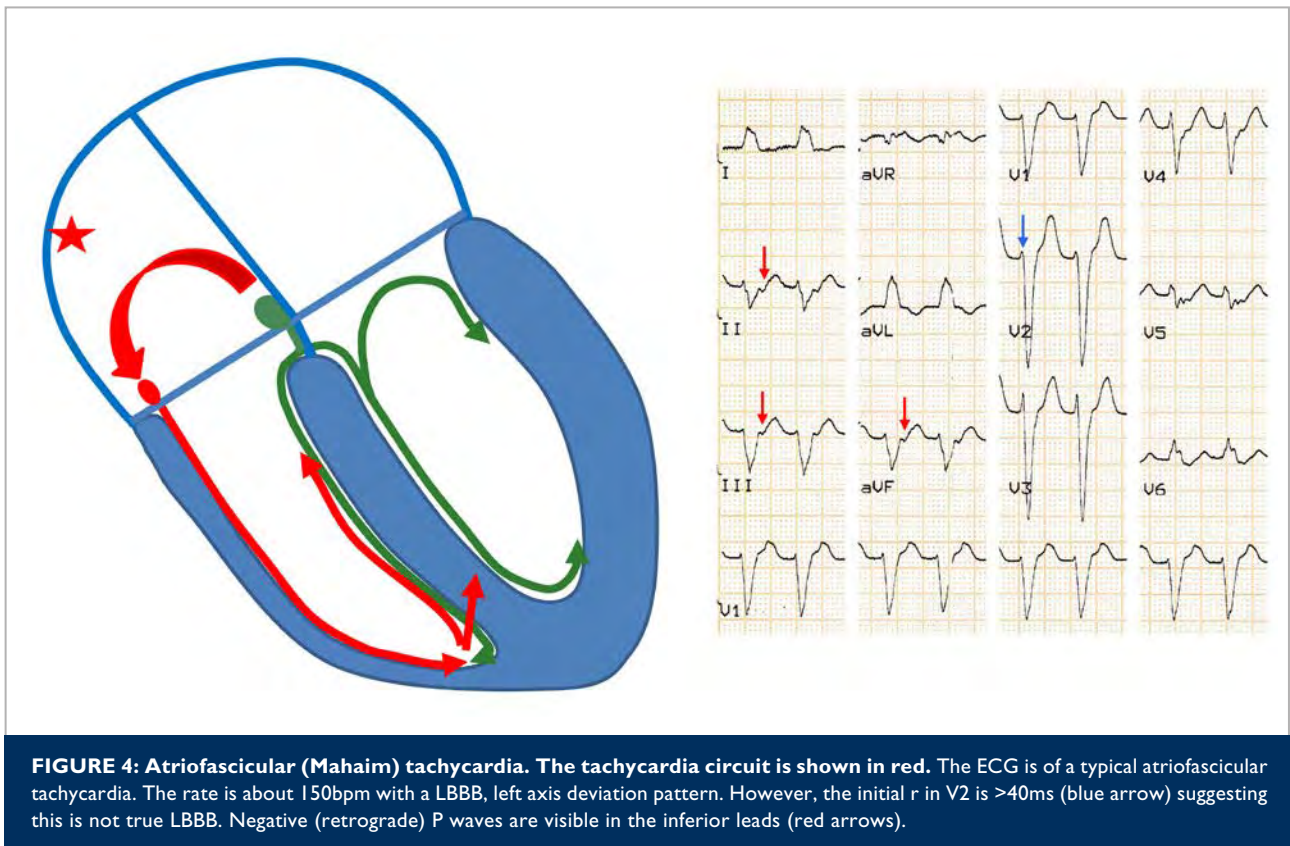 I
aVR
V1
V4
II
aVL
V2
V5
III
aVF
V3
V6
V1
FIGURE 4: Atriofascicular (Mahaim) tachycardia. The tachycardia circuit is shown in red. The ECG is of a typical atriofascicular
tachycardia. The rate is about 150bpm with a LBBB, left axis deviation pattern. However, the initial r in V2 is >40ms (blue arrow) suggesting
this is not true LBBB. Negative (retrograde) P waves are visible in the inferior leads (red arrows).